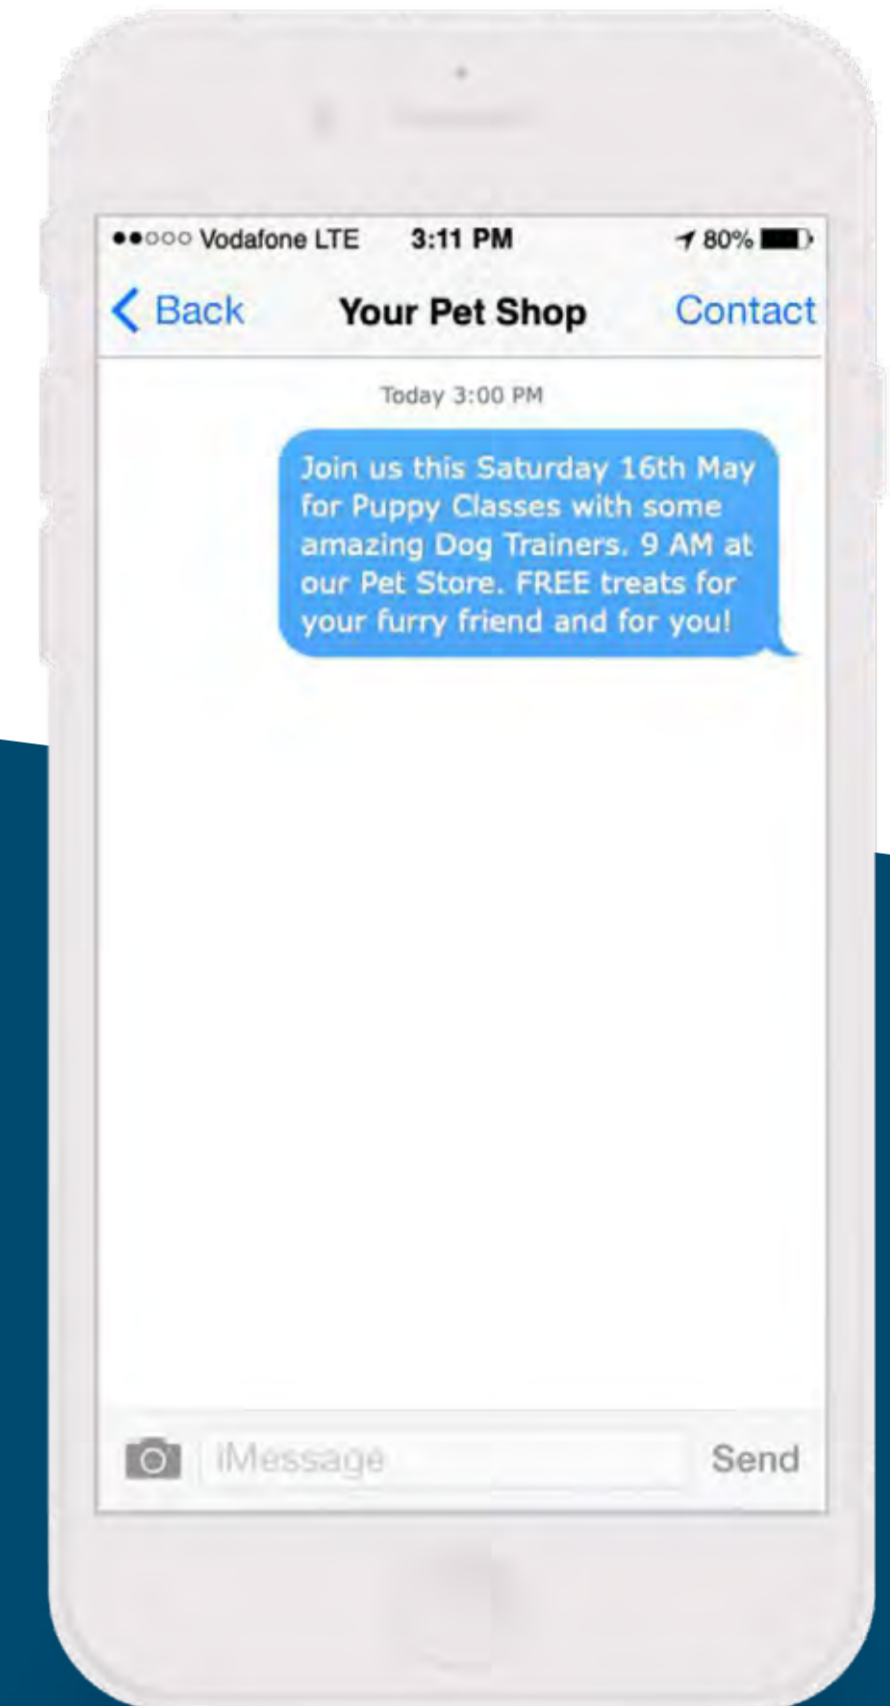 Vodafone LTE 3:11 PM 80%
Back Your Pet Shop Contact
Today 3:00 PM
Join us this Saturday 16th May
for Puppy Classes with some
amazing Dog Trainers. 9 AM at
our Pet Store. FREE treats for
your furry friend and for you!
iMessage Send